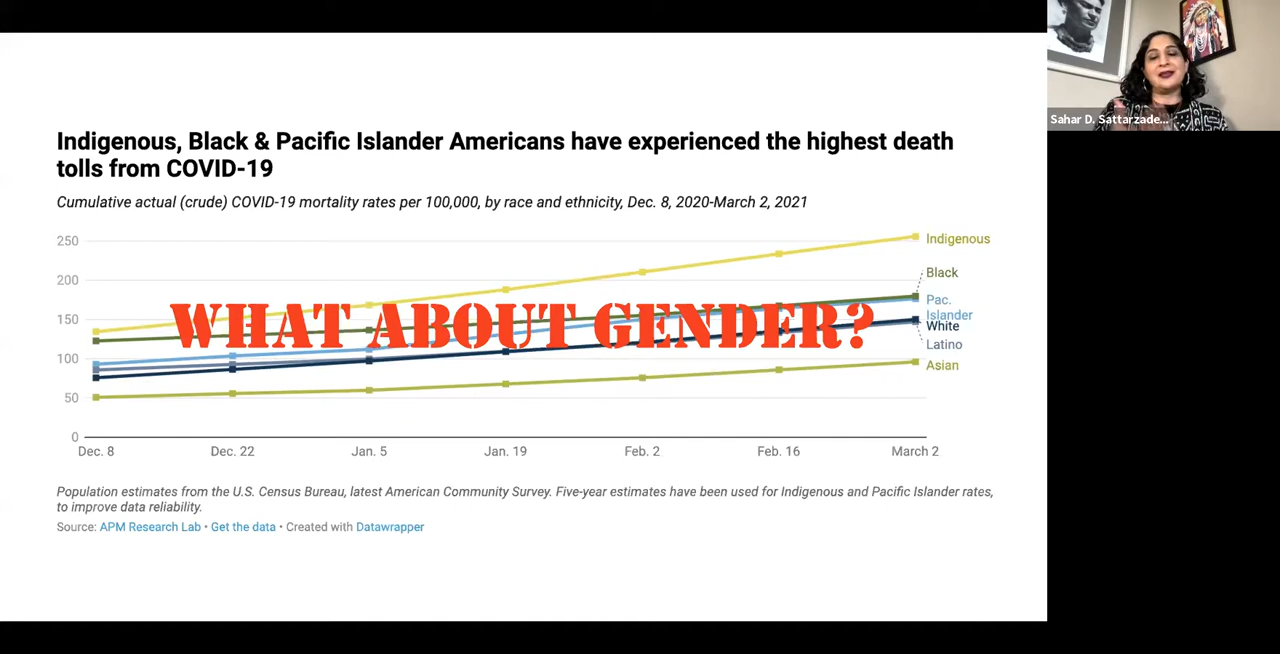 Indigenous, Black & Pacific Islander Americans have experienced the highest death
tolls from COVID-19
Cumulative actual (crude) COVID-19 mortality rates per 100,000, by race and ethnicity, Dec. 8, 2020-March 2, 2021
250
200
150
100
50
0
WHAT ABOUT GENDER?
Indigenous
Black
Pac.
Islander
White
Latino
Asian
Dec. 8 Dec. 22 Jan. 5 Jan. 19 Feb. 2 Feb. 16 March 2
Population estimates from the U.S. Census Bureau, latest American Community Survey. Five-year estimates have been used for Indigenous and Pacific Islander rates,
to improve data reliability.
Source: APM Research Lab • Get the data • Created with Datawrapper
Sahar D. Sattarzade...